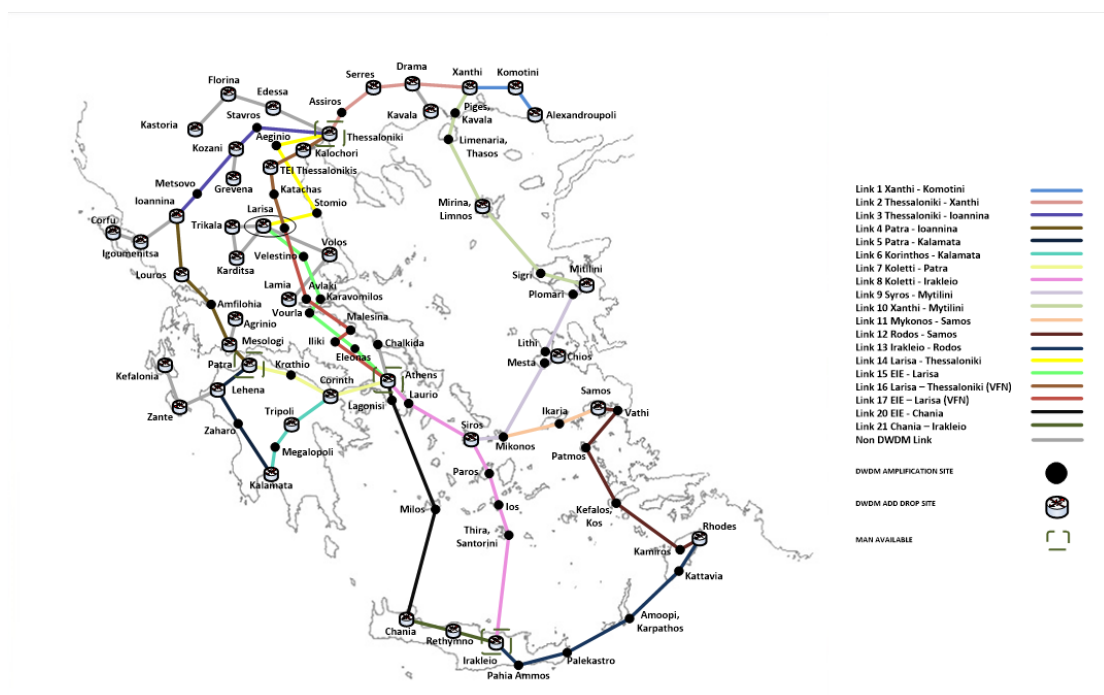 Florina
Edessa
Kastoria
Stavros
Assiros
Serres
Drama
Xanthi
Komotini
Kavala
Piges,
Kavala
Alexandroupoli
Thessaloniki
Aeginio
Kalochori
Limenaria,
Thasos
Kozani
TEI Thessalonikis
Grevena
Metsovo
Katachas
Ioannina
Larisa
Stomio
Mirina,
Limnos
Corfu
Igoumenitsa
Trikala
Volos
Karditsa
Velestino
Louros
Lamia
Avlaki
Karavomilos
Sigri
Mitilini
Plomari
Amfilohia
Vourla
Malesina
Agrinio
Iliki
Chalkida
Mesologi
Eleonas
Lithi
Mesta
Chios
Patra
Krathio
Athens
Kefalonia
Lehena
Corinth
Laurio
Lagonisi
Zante
Tripoli
Samos
Ikaria
Vathi
Zaharo
Siros
Mikonos
Megalopoli
Patmos
Kalamata
Paros
Milos
Ios
Kefalos,
Kos
Rhodes
Thira,
Santorini
Kamiros
Kattavia
Chania
Rethymno
Amoopi,
Karpathos
Irakleio
Palekastro
Pahia Ammos
Link 1 Xanthi - Komotini
Link 2 Thessaloniki - Xanthi
Link 3 Thessaloniki - Ioannina
Link 4 Patra - Ioannina
Link 5 Patra - Kalamata
Link 6 Korinthos - Kalamata
Link 7 Koletti - Patra
Link 8 Koletti - Irakleio
Link 9 Syros - Mytilini
Link 10 Xanthi - Mytilini
Link 11 Mykonos - Samos
Link 12 Rodos - Samos
Link 13 Irakleio - Rodos
Link 14 Larisa - Thessaloniki
Link 15 EIE - Larisa
Link 16 Larisa – Thessaloniki (VFN)
Link 17 EIE – Larisa (VFN)
Link 20 EIE - Chania
Link 21 Chania – Irakleio
Non DWDM Link
DWDM AMPLIFICATION SITE
DWDM ADD DROP SITE
MAN AVAILABLE